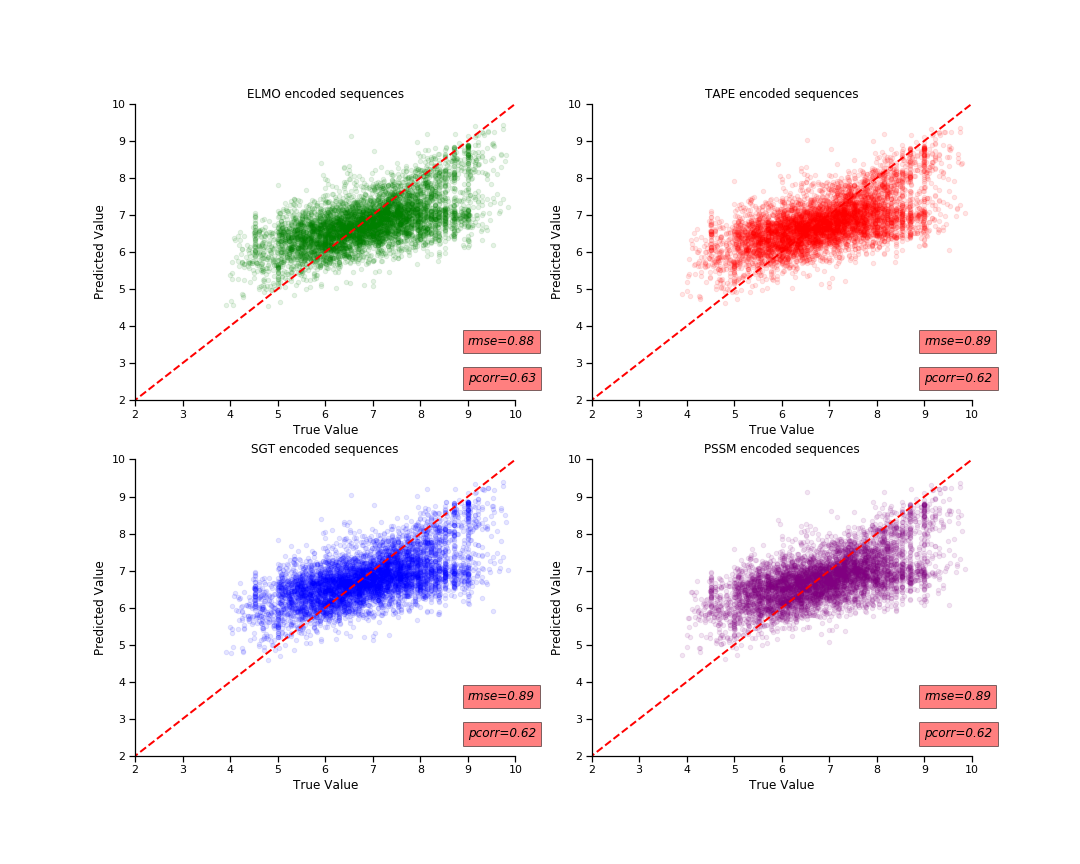 ELMO encoded sequences
10
9
8
7
6
5
4
3
2
Predicted Value
rmse=0.88
pcorr=0.63
2 3 4 5 6 7 8 9 10
True Value
TAPE encoded sequences
10
9
8
7
6
5
4
3
2
Predicted Value
rmse=0.89
pcorr=0.62
2 3 4 5 6 7 8 9 10
True Value
SGT encoded sequences
10
9
8
7
6
5
4
3
2
Predicted Value
rmse=0.89
pcorr=0.62
2 3 4 5 6 7 8 9 10
True Value
PSSM encoded sequences
10
9
8
7
6
5
4
3
2
Predicted Value
rmse=0.89
pcorr=0.62
2 3 4 5 6 7 8 9 10
True Value